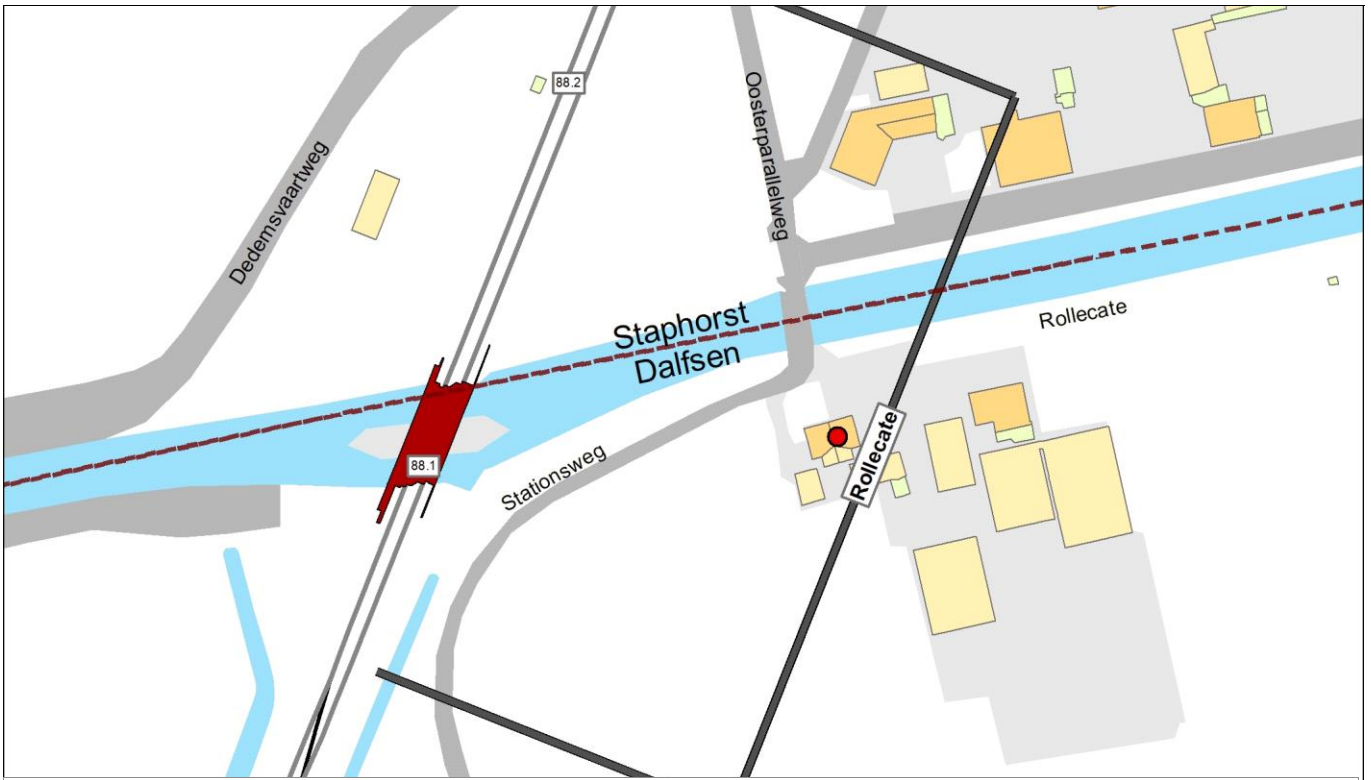 88.2
Oosterparallelweg
Dedemsvaartweg
Staphorst
Dalfsen
Rollecate
Rollecate
88.1
Stationsweg